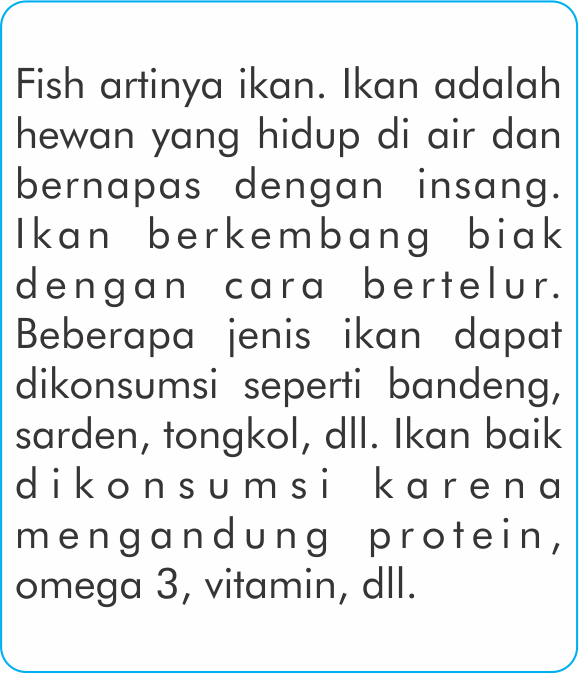 Fish artinya ikan. Ikan adalah
hewan yang hidup di air dan
bernapas dengan insang.
Ikan berkembang biak
dengan cara bertelur.
Beberapa jenis ikan dapat
dikonsumsi seperti bandeng,
sarden, tongkol, dll. Ikan baik
dikonsumsi karena
mengandung protein,
omega 3, vitamin, dll.